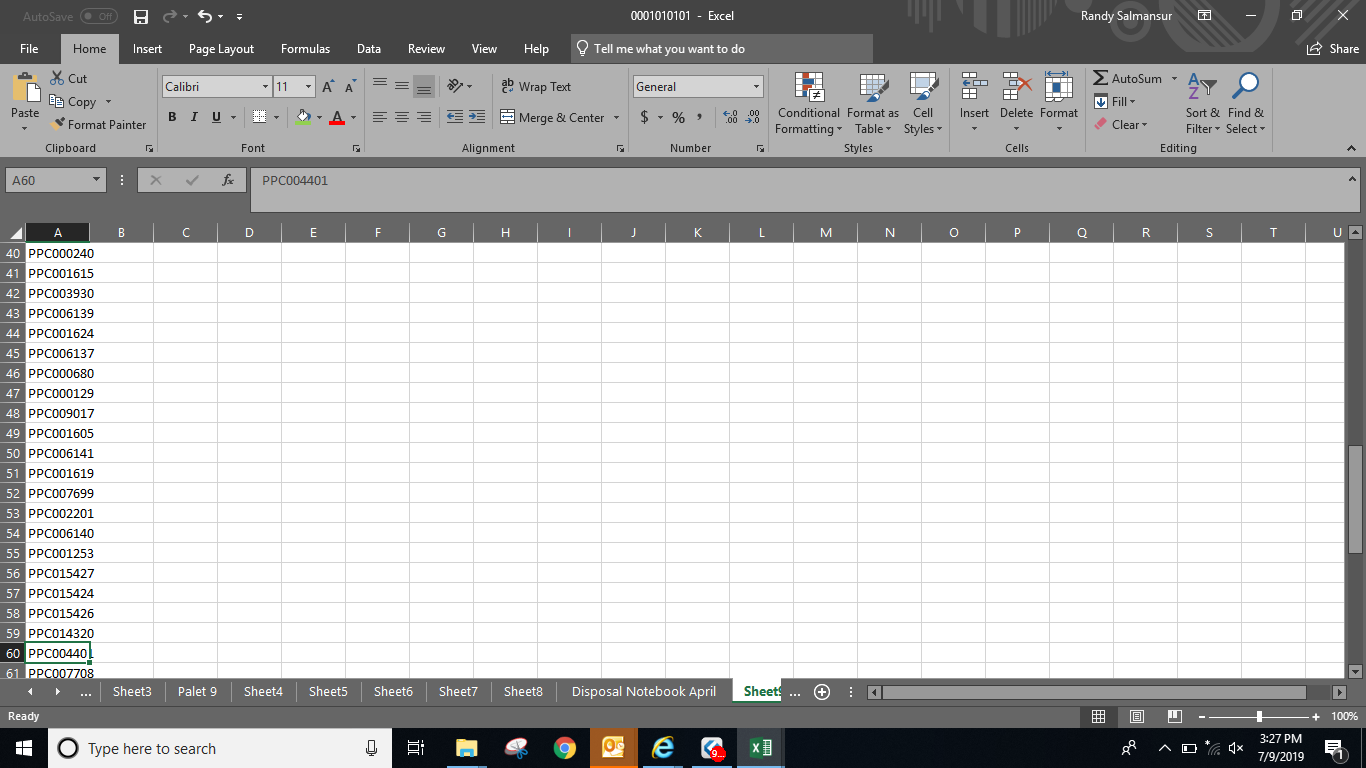 AutoSave Off 0001010101 - Excel Randy Salmansur
File Home Insert Page Layout Formulas Data Review View Help Tell me what you want to do Share
Paste
Cut
Copy
Format Painter
Clipboard
Calibri 11
B I U
Font
Wrap Text
Merge & Center
Alignment
General
$ % ,
Number
Conditional Formatting
Format as Table
Cell Styles
Styles
Insert Delete Format
Cells
AutoSum
Fill
Clear
Sort & Filter
Find & Select
Editing
A60 fx PPC004401
A B C D E F G H I J K L M N O P Q R S T U
40 PPC000240
41 PPC001615
42 PPC003930
43 PPC006139
44 PPC001624
45 PPC006137
46 PPC000680
47 PPC000129
48 PPC009017
49 PPC001605
50 PPC006141
51 PPC001619
52 PPC007699
53 PPC002201
54 PPC006140
55 PPC001253
56 PPC015427
57 PPC015424
58 PPC015426
59 PPC014320
60 PPC004401
61 PPC007708
... Sheet3 Palet 9 Sheet4 Sheet5 Sheet6 Sheet7 Sheet8 Disposal Notebook April Sheet9 ...
Ready 100%
Type here to search 3:27 PM
7/9/2019